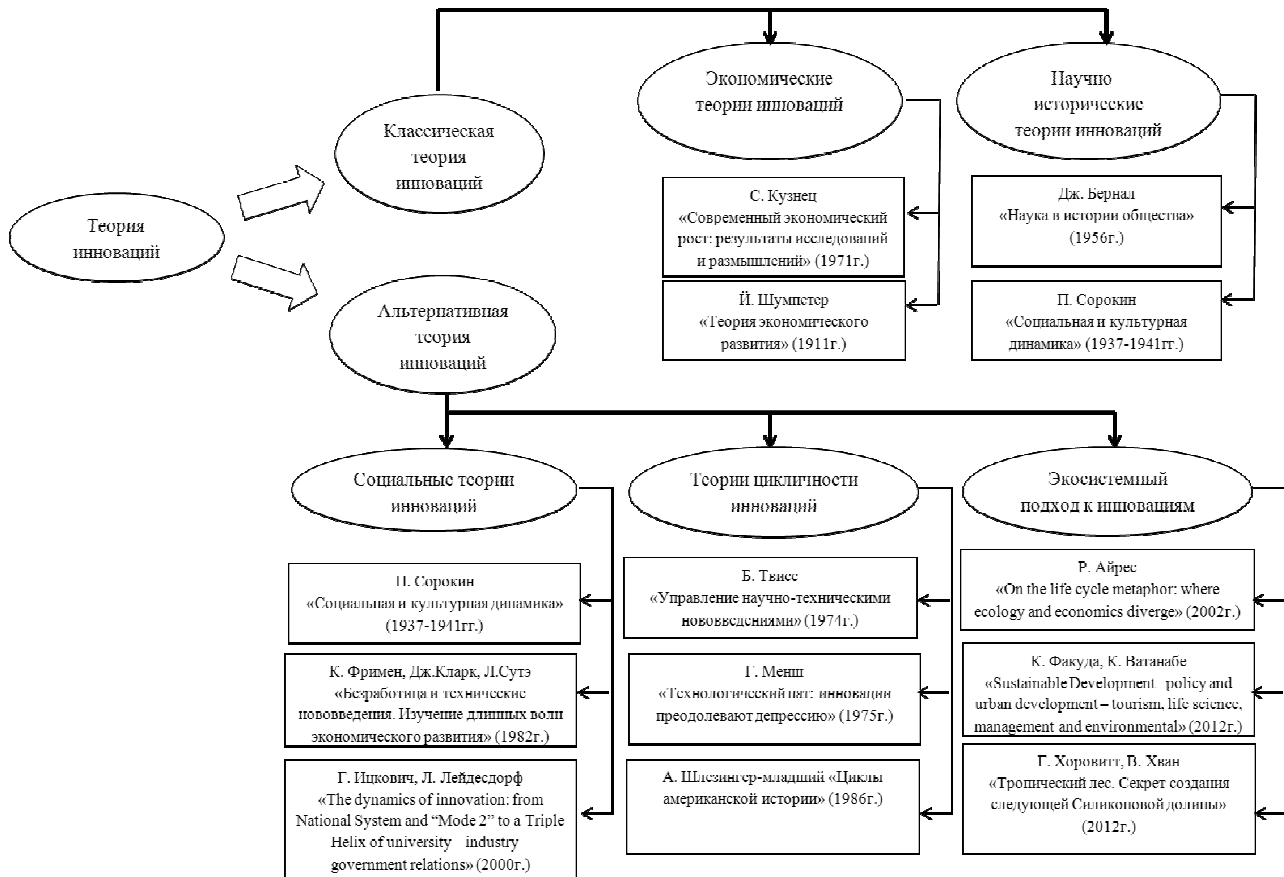 Теория
инноваций
Классическая
теория
инноваций
Экономические
теории инноваций
С. Кузнец
«Современный экономический
рост: результаты исследований
и размышлений» (1971г.)
Й. Шумпетер
«Теория экономического
развития» (1911г.)
Научно
исторические
теории инноваций
Дж. Бернал
«Наука в истории общества»
(1956г.)
П. Сорокин
«Социальная и культурная
динамика» (1937-1941гг.)
Альтернативная
теория
инноваций
Социальные теории
инноваций
П. Сорокин
«Социальная и культурная динамика»
(1937-1941гг.)
К. Фримен, Дж.Кларк, Л.Сутэ
«Безработица и технические
нововведения. Изучение длинных волн
экономического развития» (1982г.)
Г. Ицкович, Л. Лейдесдорф
«The dynamics of innovation: from
National System and “Mode 2” to a Triple
Helix of university industry
government relations» (2000г.)
Теории цикличности
инноваций
Б. Твисс
«Управление научно-техническими
нововведениями» (1974г.)
Г. Менш
«Технологический пат: инновации
преодолевают депрессию» (1975г.)
А. Шлезингер-младший «Циклы
американской истории» (1986г.)
Экосистемный
подход к инновациям
Р. Айрес
«On the life cycle metaphor: where
ecology and economics diverge» (2002г.)
К. Факуда, К. Ватанабе
«Sustainable Development policy and
urban development – tourism, life science,
management and environmental» (2012г.)
Г. Хоровитт, В. Хван
«Тропический лес. Секрет создания
следующей Силиконовой долины»
(2012г.)